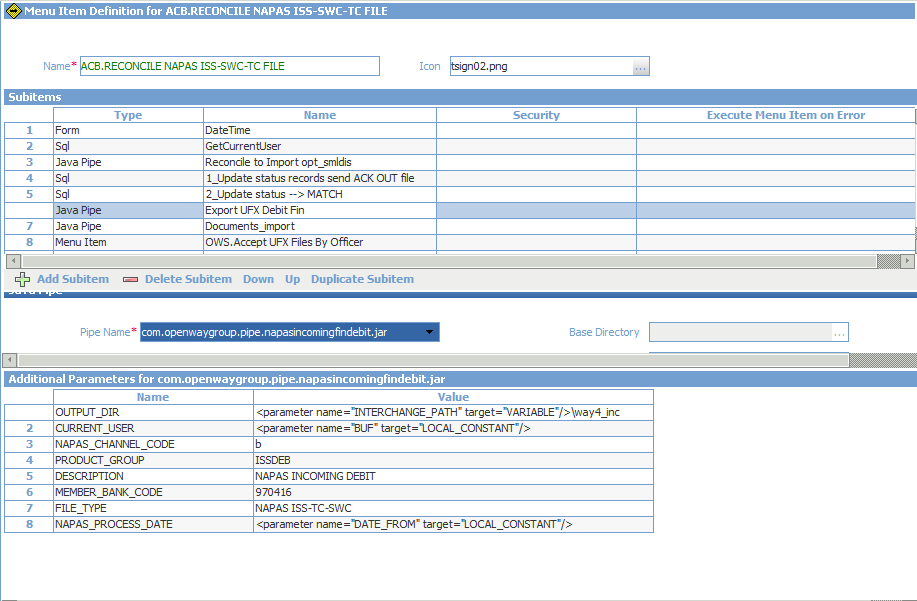 Menu Item Definition for ACB.RECONCILE NAPAS ISS-SWC-TC FILE
Name* ACB.RECONCILE NAPAS ISS-SWC-TC FILE Icon tsign02.png ...
Subitems
Type Name Security Execute Menu Item on Error
1 Form DateTime
2 Sql GetCurrentUser
3 Java Pipe Reconcile to Import opt_smldis
4 Sql 1_Update status records send ACK OUT file
5 Sql 2_Update status --> MATCH
Java Pipe Export UFX Debit Fin
7 Java Pipe Documents_import
8 Menu Item OWS.Accept UFX Files By Officer
Add Subitem Delete Subitem Down Up Duplicate Subitem
Java Pipe
Pipe Name* com.openwaygroup.pipe.napasincomingfindebit.jar Base Directory ...
Additional Parameters for com.openwaygroup.pipe.napasincomingfindebit.jar
Name Value
OUTPUT_DIR <parameter name="INTERCHANGE_PATH" target="VARIABLE"/>\way4_inc
2 CURRENT_USER <parameter name="BUF" target="LOCAL_CONSTANT"/>
3 NAPAS_CHANNEL_CODE b
4 PRODUCT_GROUP ISSDEB
5 DESCRIPTION NAPAS INCOMING DEBIT
6 MEMBER_BANK_CODE 970416
7 FILE_TYPE NAPAS ISS-TC-SWC
8 NAPAS_PROCESS_DATE <parameter name="DATE_FROM" target="LOCAL_CONSTANT"/>